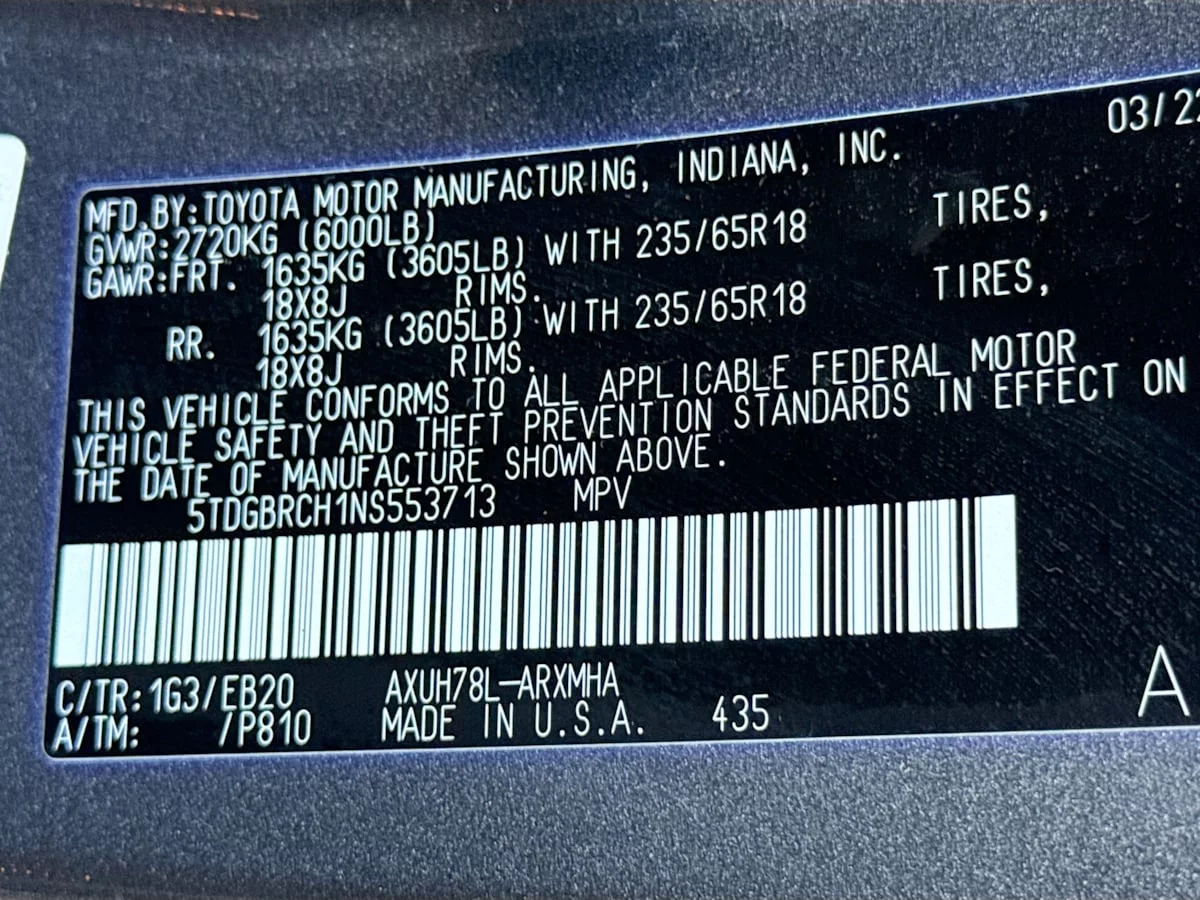 03/22
MFD.BY:TOYOTA MOTOR MANUFACTURING, INDIANA, INC.
GVWR:2720KG (6000LB)
GAWR:FRT. 1635KG (3605LB) WITH 235/65R18 TIRES,
18X8J RIMS.
RR. 1635KG (3605LB) WITH 235/65R18 TIRES,
18X8J RIMS.
THIS VEHICLE CONFORMS TO ALL APPLICABLE FEDERAL MOTOR
VEHICLE SAFETY AND THEFT PREVENTION STANDARDS IN EFFECT ON
THE DATE OF MANUFACTURE SHOWN ABOVE.
5TDGBRCH1NS553713 MPV
C/TR:1G3/EB20 AXUH78L-ARXMHA
A/TM: /P810 MADE IN U.S.A. 435
A